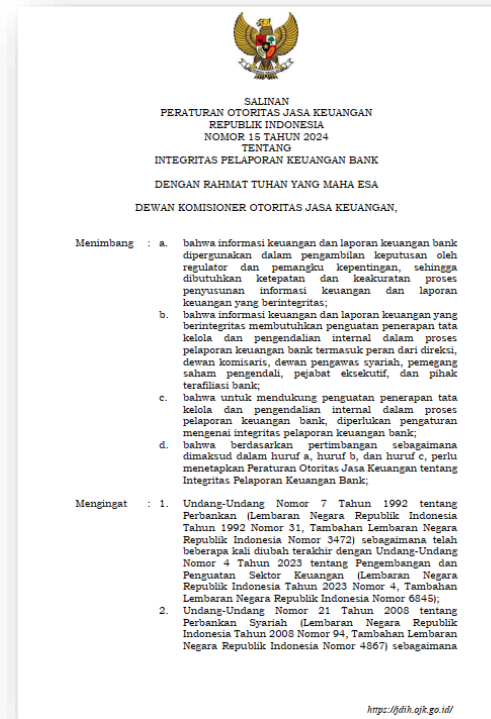 SALINAN
PERATURAN OTORITAS JASA KEUANGAN
REPUBLIK INDONESIA
NOMOR 15 TAHUN 2024
TENTANG
INTEGRITAS PELAPORAN KEUANGAN BANK
DENGAN RAHMAT TUHAN YANG MAHA ESA
DEWAN KOMISIONER OTORITAS JASA KEUANGAN,
Menimbang : a. bahwa informasi keuangan dan laporan keuangan bank
dipergunakan dalam pengambilan keputusan oleh
regulator dan pemangku kepentingan, sehingga
dibutuhkan ketepatan dan keakuratan proses
penyusunan informasi keuangan dan laporan
keuangan yang berintegritas;
b. bahwa informasi keuangan dan laporan keuangan yang
berintegritas membutuhkan penguatan penerapan tata
kelola dan pengendalian internal dalam proses
pelaporan keuangan bank termasuk peran dari direksi,
dewan komisaris, dewan pengawas syariah, pemegang
saham pengendali, pejabat eksekutif, dan pihak
terafiliasi bank;
c. bahwa untuk mendukung penguatan penerapan tata
kelola dan pengendalian internal dalam proses
pelaporan keuangan bank, diperlukan pengaturan
mengenai integritas pelaporan keuangan bank;
d. bahwa berdasarkan pertimbangan sebagaimana
dimaksud dalam huruf a, huruf b, dan huruf c, perlu
menetapkan Peraturan Otoritas Jasa Keuangan tentang
Integritas Pelaporan Keuangan Bank;
Mengingat : 1. Undang-Undang Nomor 7 Tahun 1992 tentang
Perbankan (Lembaran Negara Republik Indonesia
Tahun 1992 Nomor 31, Tambahan Lembaran Negara
Republik Indonesia Nomor 3472) sebagaimana telah
beberapa kali diubah terakhir dengan Undang-Undang
Nomor 4 Tahun 2023 tentang Pengembangan dan
Penguatan Sektor Keuangan (Lembaran Negara
Republik Indonesia Tahun 2023 Nomor 4, Tambahan
Lembaran Negara Republik Indonesia Nomor 6845);
2. Undang-Undang Nomor 21 Tahun 2008 tentang
Perbankan Syariah (Lembaran Negara Republik
Indonesia Tahun 2008 Nomor 94, Tambahan Lembaran
Negara Republik Indonesia Nomor 4867) sebagaimana
https://jdih.ojk.go.id/